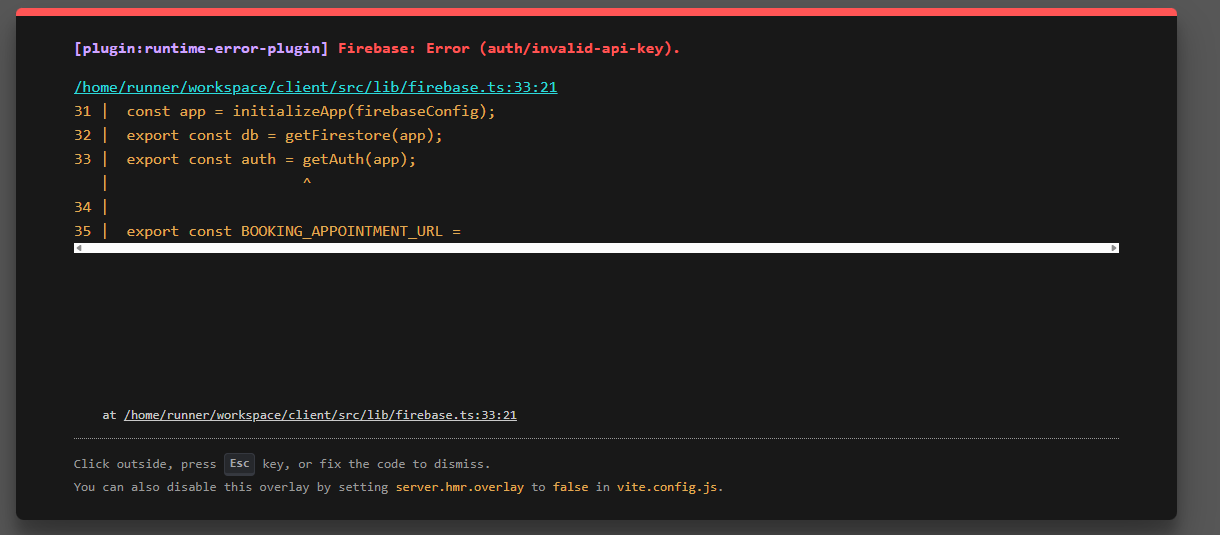 [plugin:runtime-error-plugin] Firebase: Error (auth/invalid-api-key).
/home/runner/workspace/client/src/lib/firebase.ts:33:21
31 |  const app = initializeApp(firebaseConfig);
32 |  export const db = getFirestore(app);
33 |  export const auth = getAuth(app);
   |                      ^
34 |
35 |  export const BOOKING_APPOINTMENT_URL =
at /home/runner/workspace/client/src/lib/firebase.ts:33:21
Click outside, press Esc key, or fix the code to dismiss.
You can also disable this overlay by setting server.hmr.overlay to false in vite.config.js.